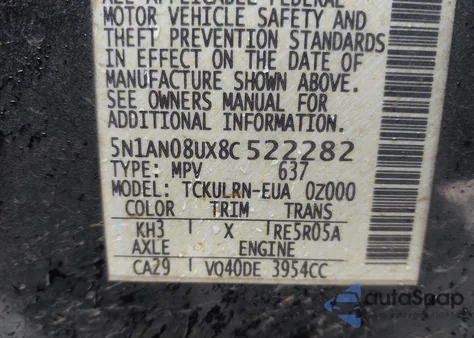 ALL APPLICABLE FEDERAL
MOTOR VEHICLE SAFETY AND
THEFT PREVENTION STANDARDS
IN EFFECT ON THE DATE OF
MANUFACTURE SHOWN ABOVE.
SEE OWNERS MANUAL FOR
ADDITIONAL INFORMATION.
5N1AN08UX8C522282
TYPE: MPV 637
MODEL: TCKULRN-EUA 0Z000
COLOR TRIM TRANS
KH3 X RE5R05A
AXLE ENGINE
CA29 VQ40DE 3954CC
autoSnap